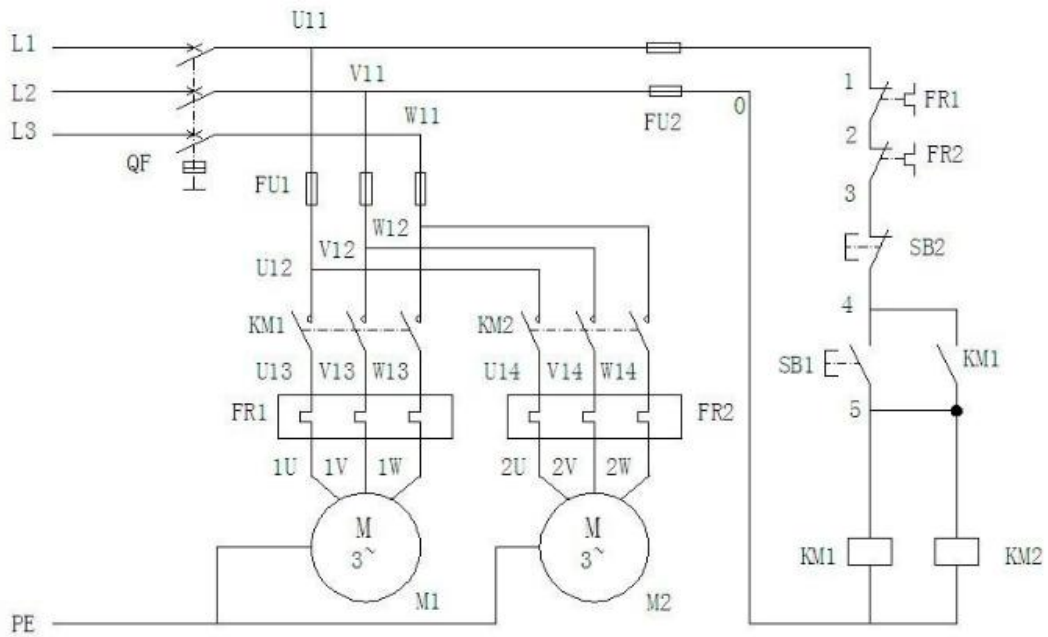 U11
L1
V11
L2
1
FR1
W11
0
L3
FU2
2
QF
FR2
FU1
3
W12
V12
SB2
U12
4
KM1
KM2
SB1
KM1
U13 V13 W13
U14 V14 W14
5
FR1
FR2
1U 1V 1W
2U 2V 2W
M
3~
M
3~
KM1
KM2
M1
M2
PE